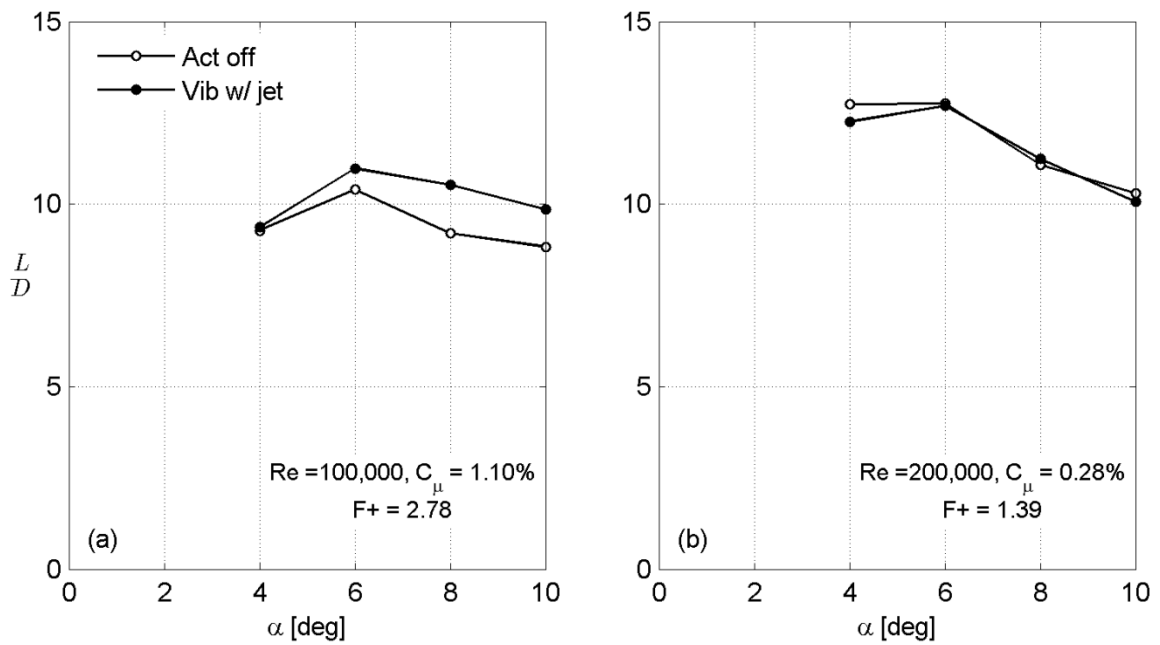 15
Act off
Vib w/ jet
10
L
D
5
Re =100,000, C_μ = 1.10%
F+ = 2.78
(a)
0
0 2 4 6 8 10
α [deg]
15
10
5
Re =200,000, C_μ = 0.28%
F+ = 1.39
(b)
0
0 2 4 6 8 10
α [deg]